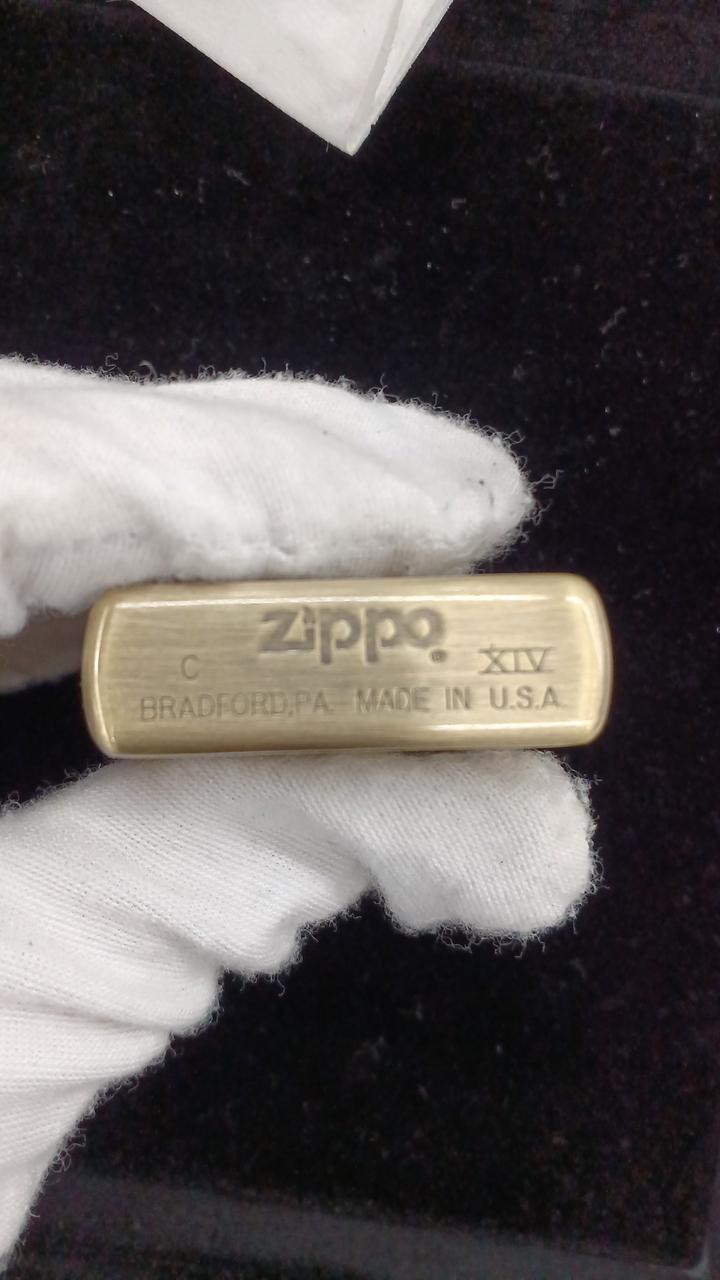 zippo®
C XIV
BRADFORD,PA. MADE IN U.S.A.